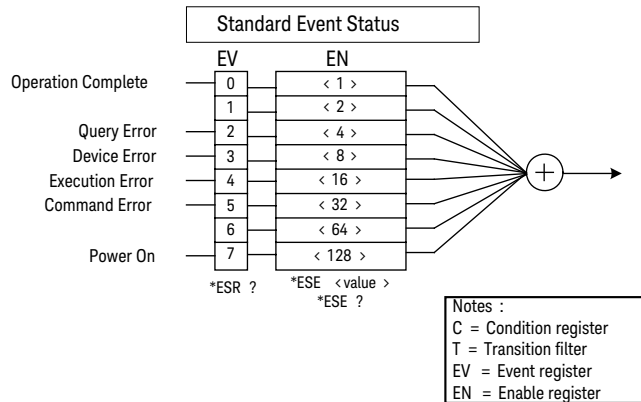 Standard Event Status
EV EN
Operation Complete 0 < 1 >
1 < 2 >
Query Error 2 < 4 >
Device Error 3 < 8 >
Execution Error 4 < 16 >
Command Error 5 < 32 >
6 < 64 >
Power On 7 < 128 >
*ESR ? *ESE < value >
*ESE ?
+
Notes :
C = Condition register
T = Transition filter
EV = Event register
EN = Enable register